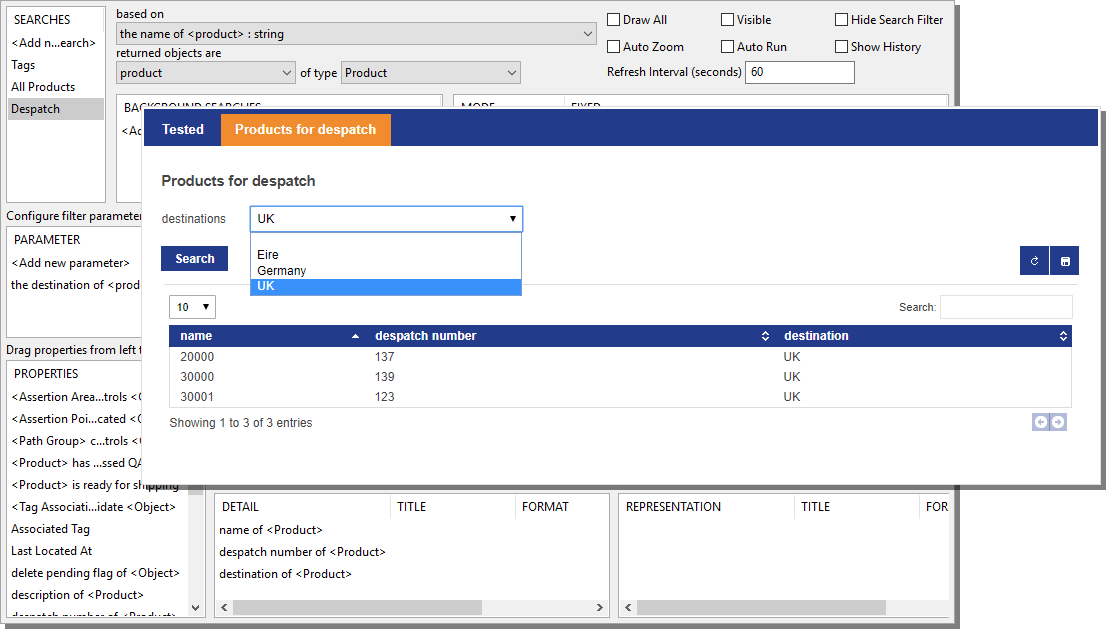 SEARCHES
<Add n...earch>
Tags
All Products
Despatch
based on
the name of <product> : string
returned objects are
product
of type
Product
Draw All
Visible
Hide Search Filter
Auto Zoom
Auto Run
Show History
Refresh Interval (seconds)
60
BACKGROUND SEARCHES
MODE
FIXED
Configure filter parameter
PARAMETER
<Add new parameter>
the destination of <prod
Drag properties from left t
PROPERTIES
<Assertion Area...trols <
<Assertion Poi...cated <
<Path Group> c...trols <
<Product> has ...ssed QA
<Product> is ready for shipping
<Tag Associati...idate <Object>
Associated Tag
Last Located At
delete pending flag of <Object>
description of <Product>
despatch number of <Product>
Tested
Products for despatch
Products for despatch
destinations
UK
Eire
Germany
UK
Search
10
Search:
name despatch number destination
20000 137 UK
30000 139 UK
30001 123 UK
Showing 1 to 3 of 3 entries
DETAIL TITLE FORMAT
name of <Product>
despatch number of <Product>
destination of <Product>
REPRESENTATION TITLE FOR